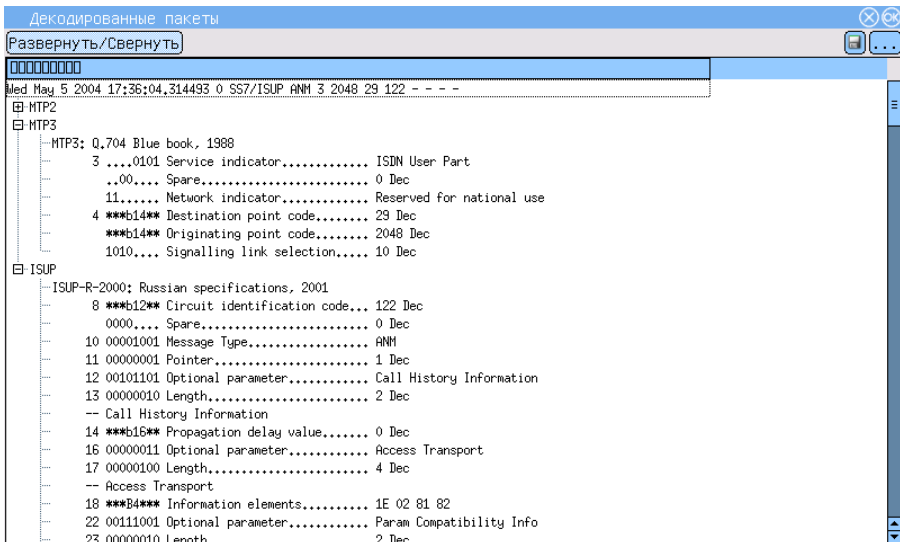 Декодированные пакеты
OK
Развернуть/Свернуть
...
Wed May 5 2004 17:36:04.314493 0 SS7/ISUP ANM 3 2048 29 122 - - - -
MTP2
MTP3
MTP3: Q.704 Blue book, 1988
3 ....0101 Service indicator............. ISDN User Part
..00.... Spare......................... 0 Dec
11...... Network indicator............. Reserved for national use
4 ***b14** Destination point code........ 29 Dec
***b14** Originating point code........ 2048 Dec
1010.... Signalling link selection..... 10 Dec
ISUP
ISUP-R-2000: Russian specifications, 2001
8 ***b12** Circuit identification code... 122 Dec
0000.... Spare......................... 0 Dec
10 00001001 Message Type.................. ANM
11 00000001 Pointer....................... 1 Dec
12 00101101 Optional parameter............ Call History Information
13 00000010 Length........................ 2 Dec
-- Call History Information
14 ***b16** Propagation delay value....... 0 Dec
16 00000011 Optional parameter............ Access Transport
17 00000100 Length........................ 4 Dec
-- Access Transport
18 ***B4*** Information elements.......... 1E 02 81 82
22 00111001 Optional parameter............ Param Compatibility Info
23 00000010 Length........................ 2 Dec